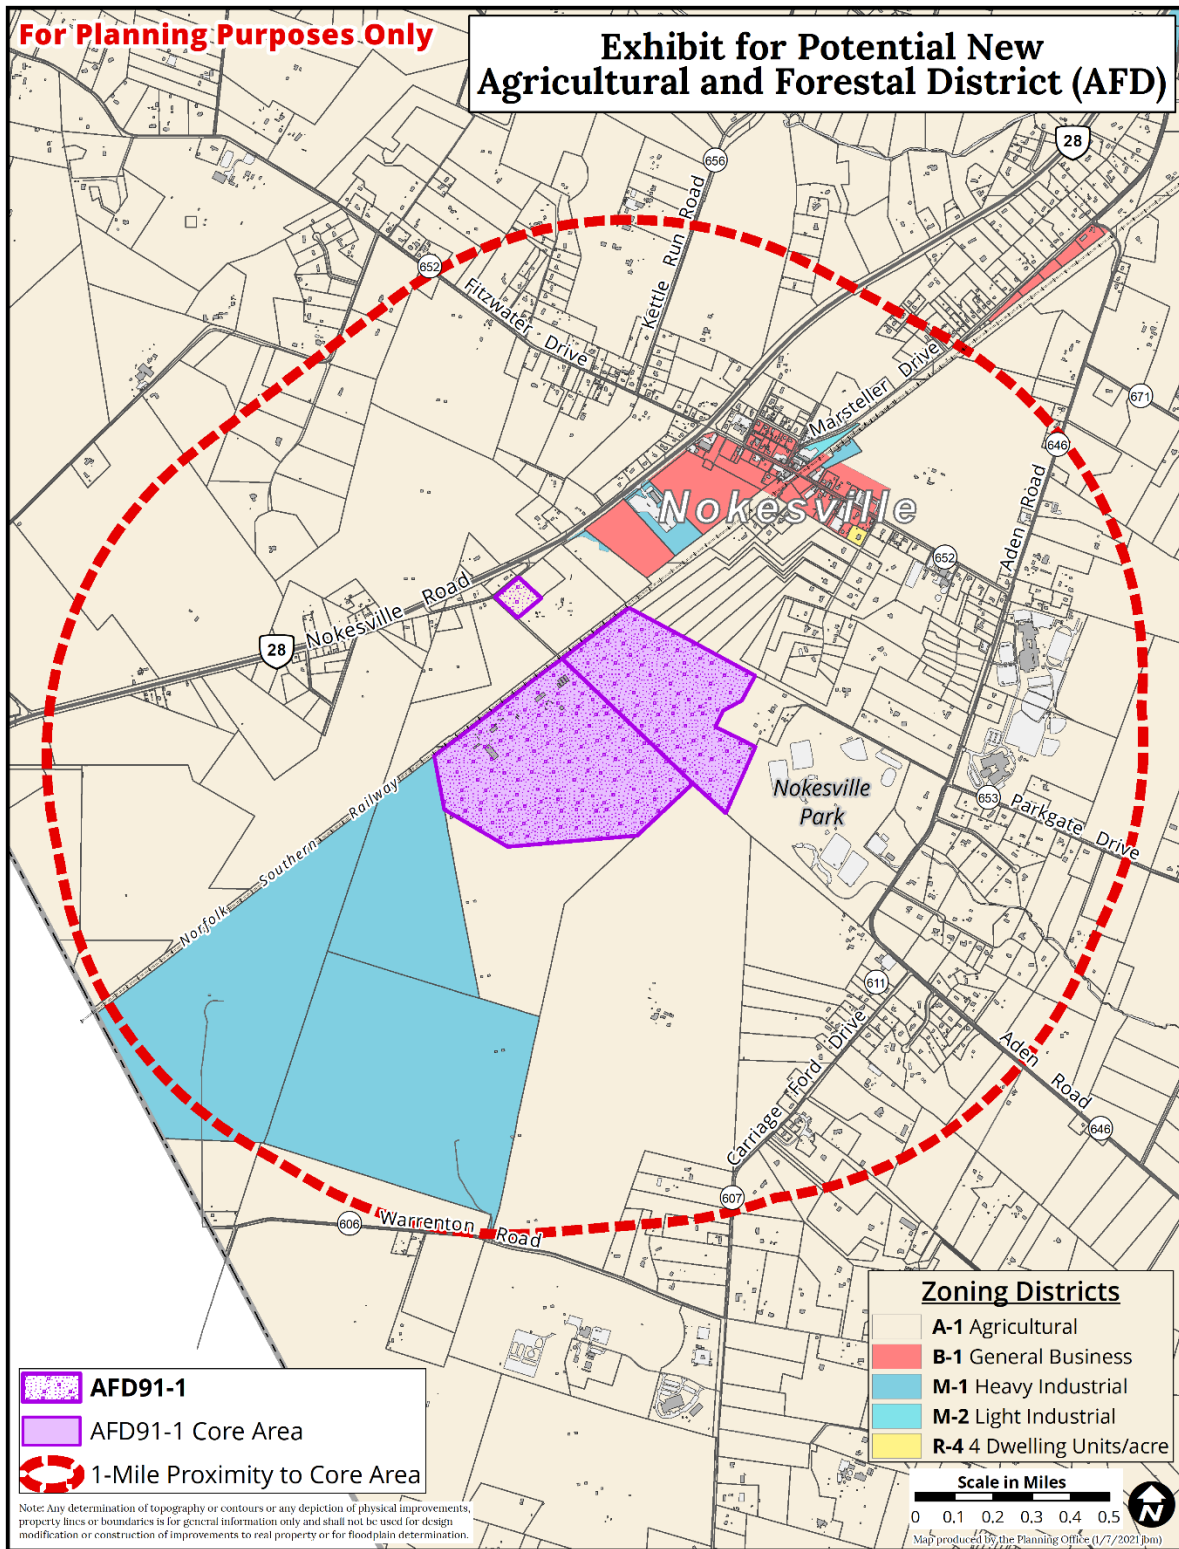 For Planning Purposes Only
Exhibit for Potential New
Agricultural and Forestal District (AFD)
28
656
Kettle Run Road
652
Fitzwater Drive
671
Marsteller Drive
646
Nokesville
Aden Road
652
Nokesville Road
28
Nokesville
Park
653
Parkgate Drive
Norfolk Southern Railway
611
Aden Road
Carriage Ford Drive
646
607
606
Warrenton Road
Zoning Districts
A-1 Agricultural
B-1 General Business
M-1 Heavy Industrial
M-2 Light Industrial
R-4 4 Dwelling Units/acre
AFD91-1
AFD91-1 Core Area
1-Mile Proximity to Core Area
Scale in Miles
0 0.1 0.2 0.3 0.4 0.5
N
Note: Any determination of topography or contours or any depiction of physical improvements,
property lines or boundaries is for general information only and shall not be used for design
modification or construction of improvements to real property or for floodplain determination.
Map produced by the Planning Office (1/7/2021 jbm)